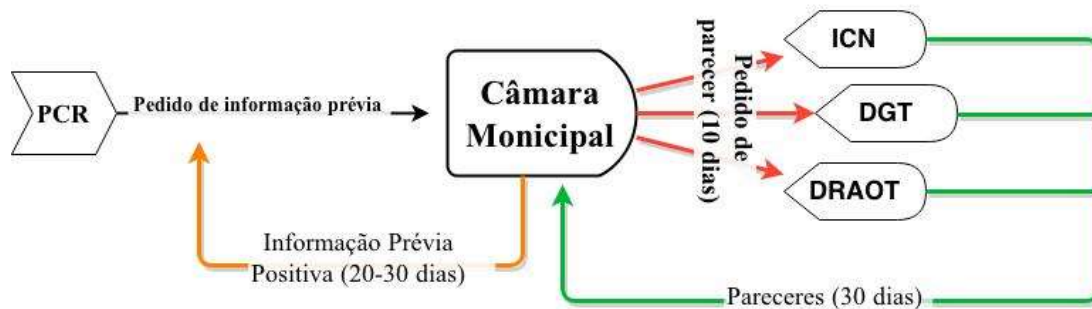 PCR
Pedido de informação prévia
Câmara
Monicipal
Pedido de
parecer (10 dias)
ICN
DGT
DRAOT
Informação Prévia
Positiva (20-30 dias)
Pareceres (30 dias)